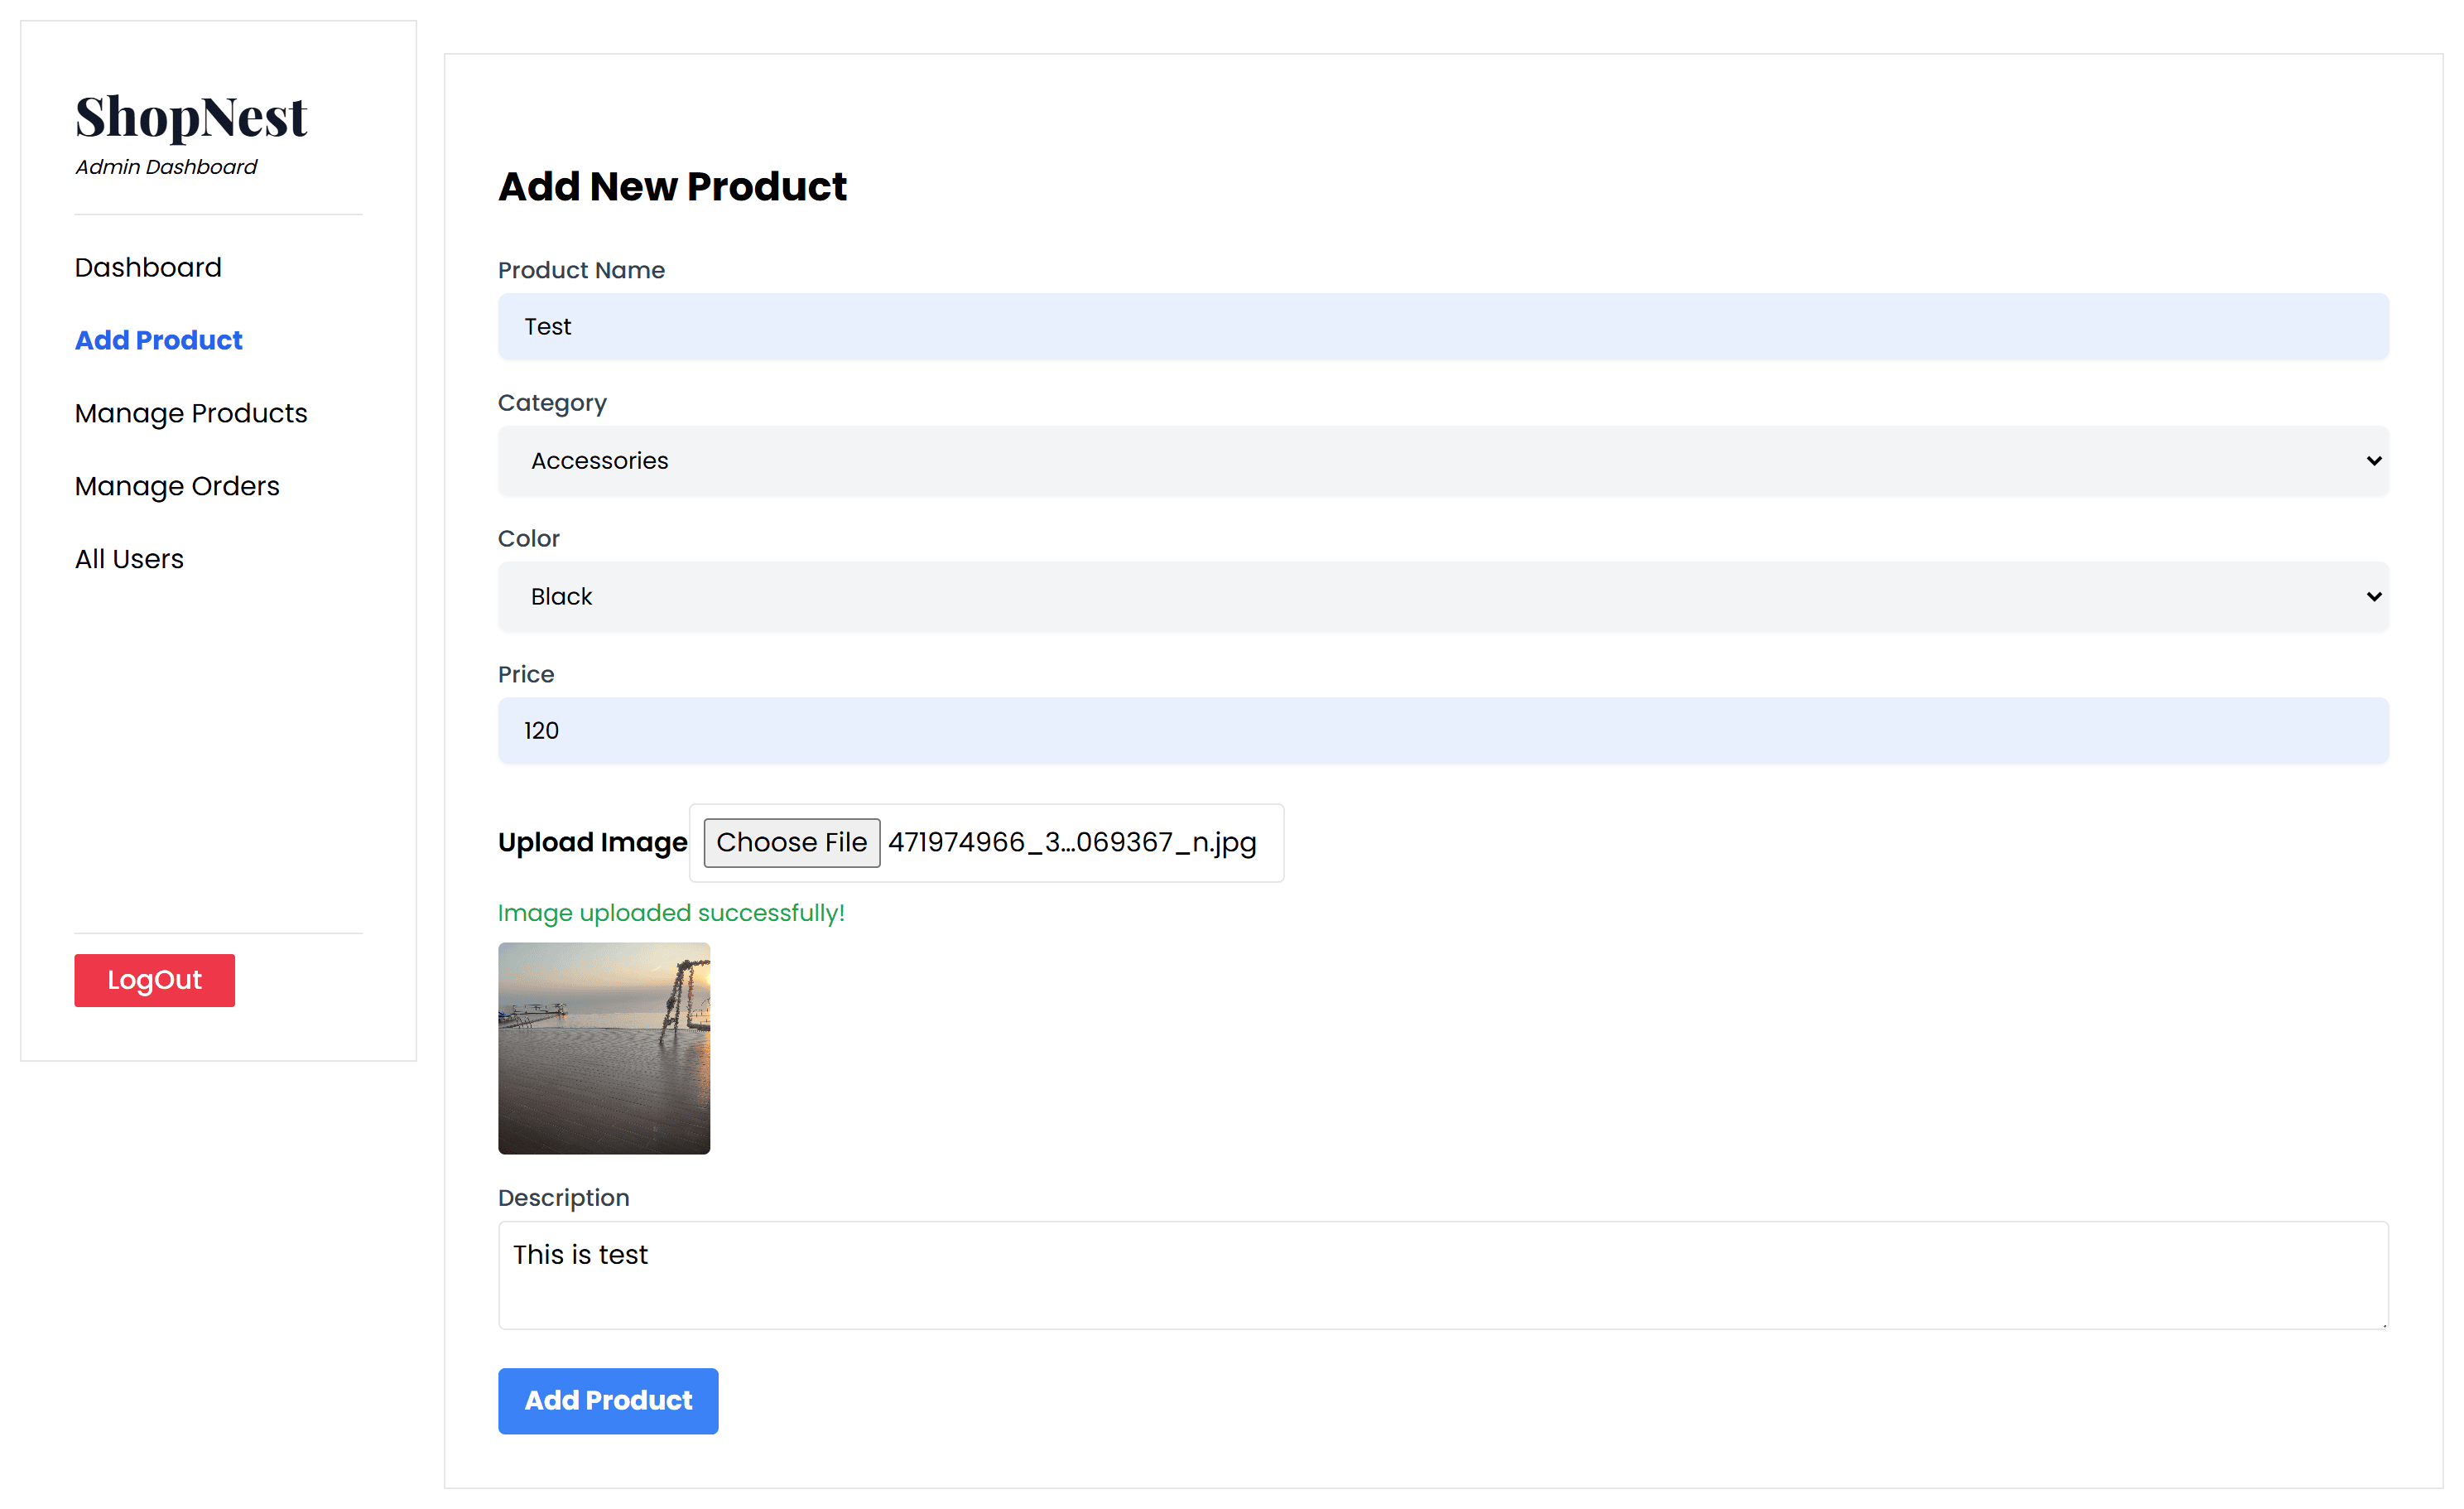 ShopNest
Admin Dashboard
Dashboard
Add Product
Manage Products
Manage Orders
All Users
LogOut
Add New Product
Product Name
Test
Category
Accessories
Color
Black
Price
120
Upload Image Choose File 471974966_3...069367_n.jpg
Image uploaded successfully!
Description
This is test
Add Product